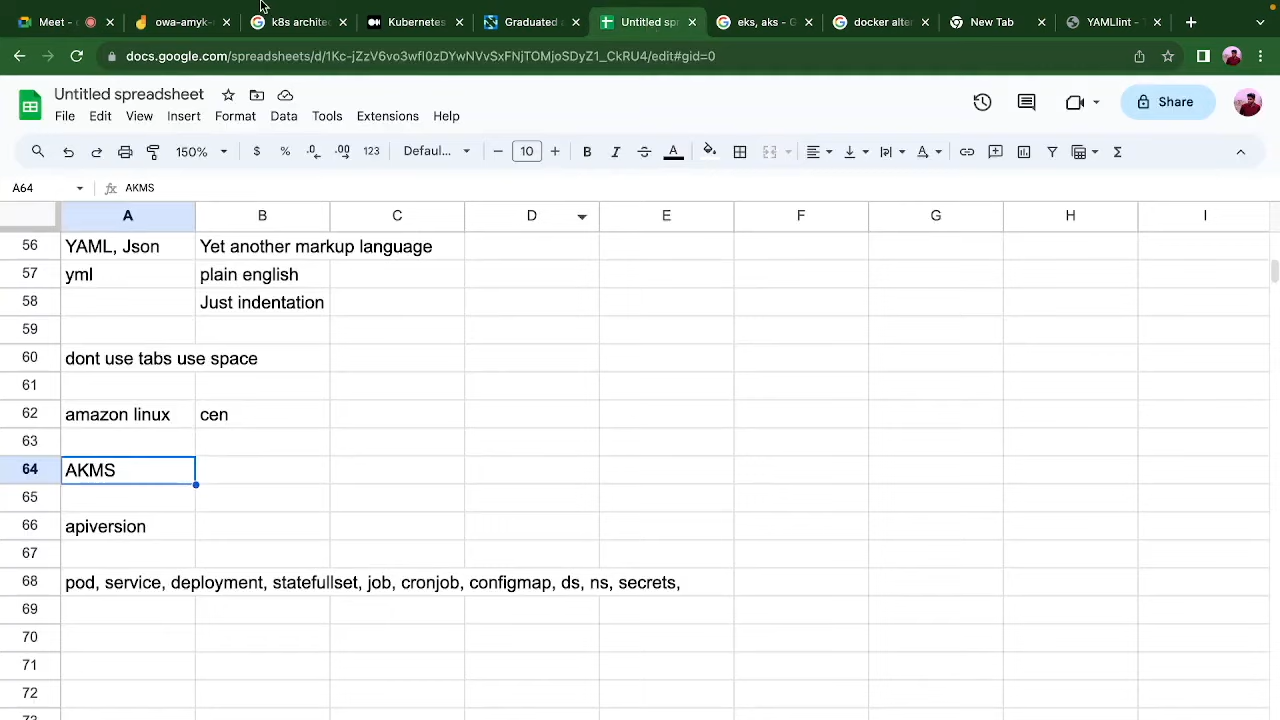 Meet -
owa-amyk-
k8s archite
Kubernetes
Graduated
Untitled spr
eks, aks - G
docker alter
New Tab
YAMLlint - T
docs.google.com/spreadsheets/d/1Kc-jZzV6vo3wfI0zDYwNVvSxFNjTOMjoSDyZ1_CkRU4/edit#gid=0
Untitled spreadsheet
File Edit View Insert Format Data Tools Extensions Help
Share
150% $ % .0 .00 123 Defaul... 10 B I S A
A64 fx AKMS
A B C D E F G H I
56 YAML, Json Yet another markup language
57 yml plain english
58 Just indentation
59
60 dont use tabs use space
61
62 amazon linux cen
63
64 AKMS
65
66 apiversion
67
68 pod, service, deployment, statefullset, job, cronjob, configmap, ds, ns, secrets,
69
70
71
72
73